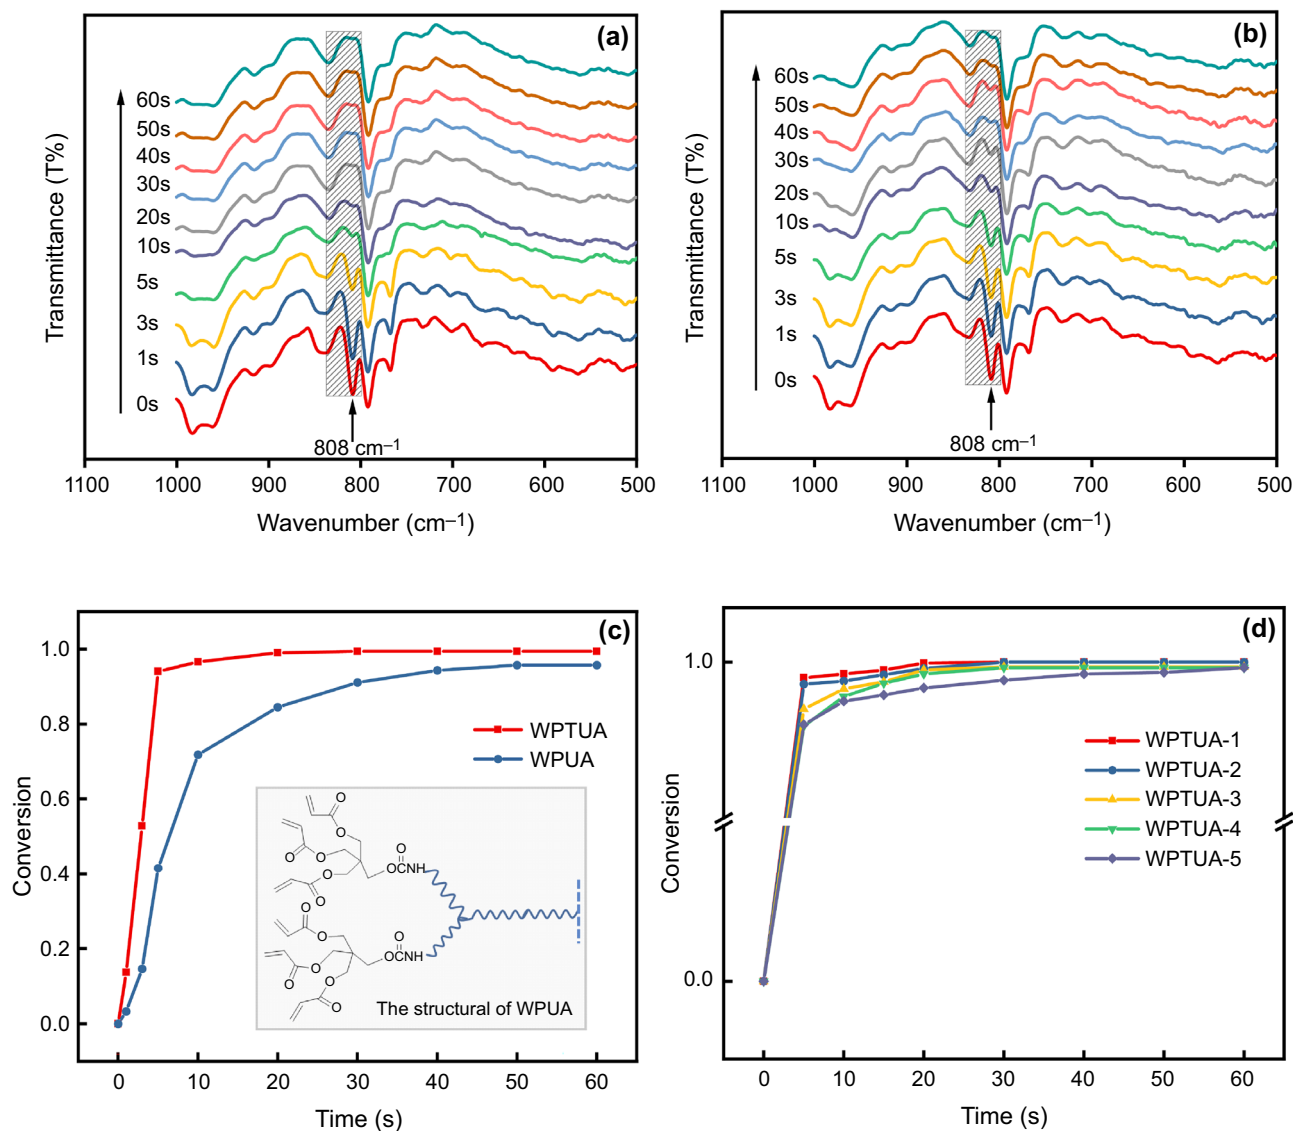 (a)
Transmittance (T%)
60s
50s
40s
30s
20s
10s
5s
3s
1s
0s
808 cm⁻¹
1100 1000 900 800 700 600 500
Wavenumber (cm⁻¹)
(b)
Transmittance (T%)
60s
50s
40s
30s
20s
10s
5s
3s
1s
0s
808 cm⁻¹
1100 1000 900 800 700 600 500
Wavenumber (cm⁻¹)
(c)
Conversion
1.0
0.8
0.6
0.4
0.2
0.0
WPTUA
WPUA
O
O
O
O
O
O
O
OCNH
O
O
O
O
O
O
O
OCNH
The structural of WPUA
0 10 20 30 40 50 60
Time (s)
(d)
Conversion
1.0
0.0
WPTUA-1
WPTUA-2
WPTUA-3
WPTUA-4
WPTUA-5
0 10 20 30 40 50 60
Time (s)